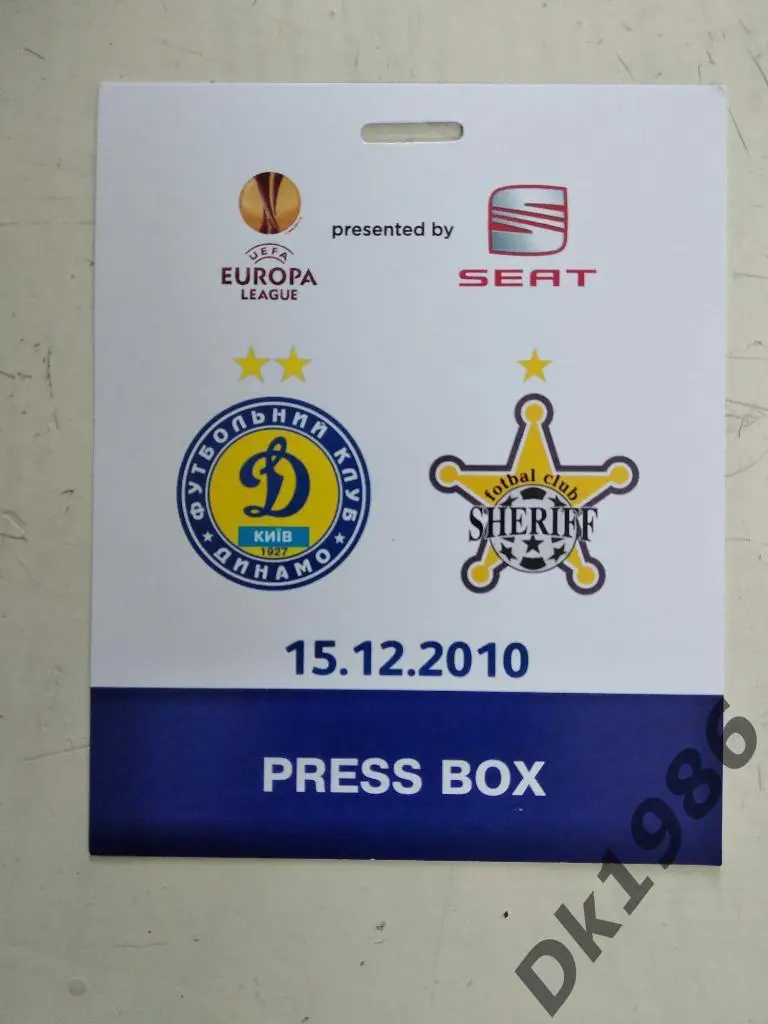 UEFA
EUROPA
LEAGUE
presented by
SEAT
ФУТБОЛЬНИЙ КЛУБ
ДИНАМО
Д
КИЇВ
1927
fotbal club
SHERIFF
15.12.2010
PRESS BOX
Dk1986